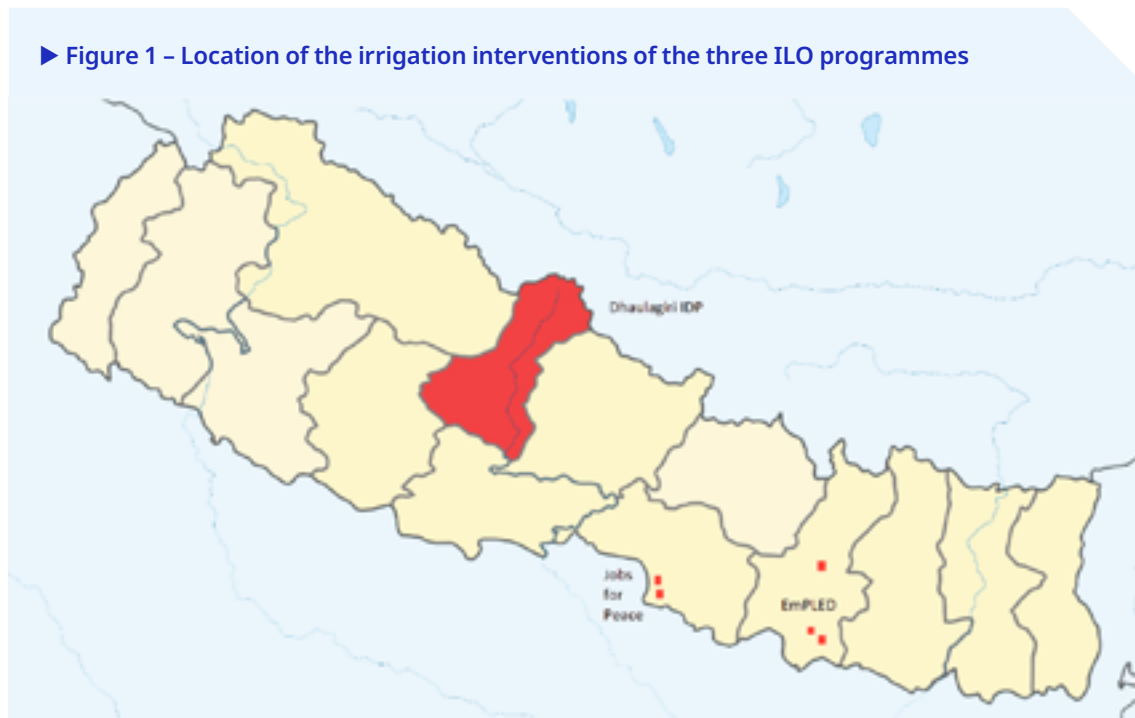 ▶ Figure 1 – Location of the irrigation interventions of the three ILO programmes
Dhaulagiri IDP
Jobs
for
Peace
EmPLED